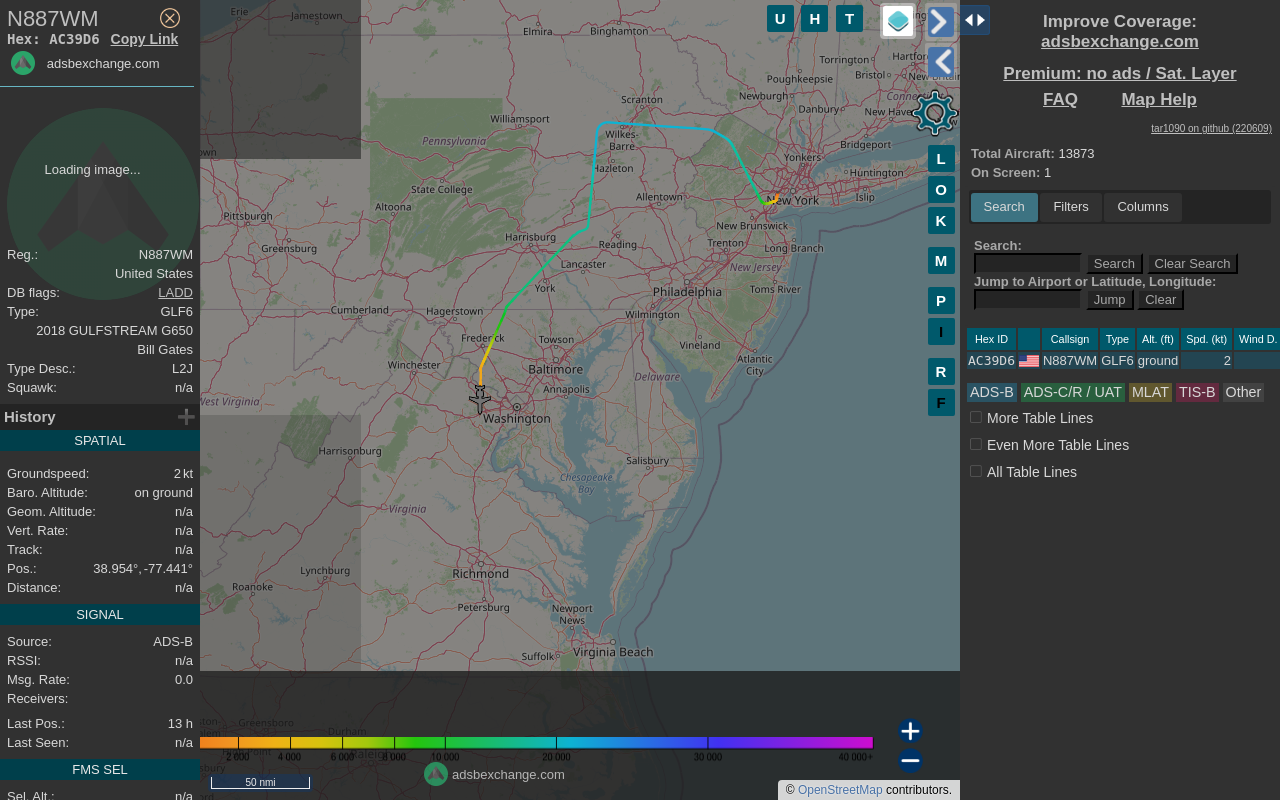 N887WM
Hex: AC39D6 Copy Link
adsbexchange.com
Loading image...
Reg.: N887WM
United States
DB flags: LADD
Type: GLF6
2018 GULFSTREAM G650
Bill Gates
Type Desc.: L2J
Squawk: n/a
History
SPATIAL
Groundspeed: 2 kt
Baro. Altitude: on ground
Geom. Altitude: n/a
Vert. Rate: n/a
Track: n/a
Pos.: 38.954°, -77.441°
Distance: n/a
SIGNAL
Source: ADS-B
RSSI: n/a
Msg. Rate: 0.0
Receivers:
Last Pos.: 13 h
Last Seen: n/a
FMS SEL
Sel. Alt.: n/a
U H T
L
O
K
M
P
I
R
F
Erie
Jamestown
Elmira
Binghamton
Torrington
Poughkeepsie
Bristol
Scranton
Newburgh
Danbury
Connecticut
Williamsport
Pennsylvania
Wilkes-
Barre
Bridgeport
Yonkers
Hazleton
Huntington
State College
Allentown
New York
Islip
Altoona
Pittsburgh
New Brunswick
Harrisburg
Reading
Trenton
Long Branch
Greensburg
Lancaster
New Jersey
York
Philadelphia
Toms River
Cumberland
Hagerstown
Wilmington
Frederick
Towson
Vineland
Winchester
Baltimore
Atlantic
City
Delaware
Annapolis
West Virginia
Washington
Harrisonburg
Salisbury
Chesapeake
Bay
Virginia
Lynchburg
Richmond
Roanoke
Petersburg
Newport
News
Virginia Beach
Suffolk
Greensboro
Durham
2 000 4 000 6 000 8 000 10 000 20 000 30 000 40 000+
adsbexchange.com
50 nmi
© OpenStreetMap contributors.
Improve Coverage:
adsbexchange.com
Premium: no ads / Sat. Layer
FAQ Map Help
tar1090 on github (220609)
Total Aircraft: 13873
On Screen: 1
Search Filters Columns
Search:
Search Clear Search
Jump to Airport or Latitude, Longitude:
Jump Clear
Hex ID Callsign Type Alt. (ft) Spd. (kt) Wind D.
AC39D6 N887WM GLF6 ground 2
ADS-B ADS-C/R / UAT MLAT TIS-B Other
More Table Lines
Even More Table Lines
All Table Lines